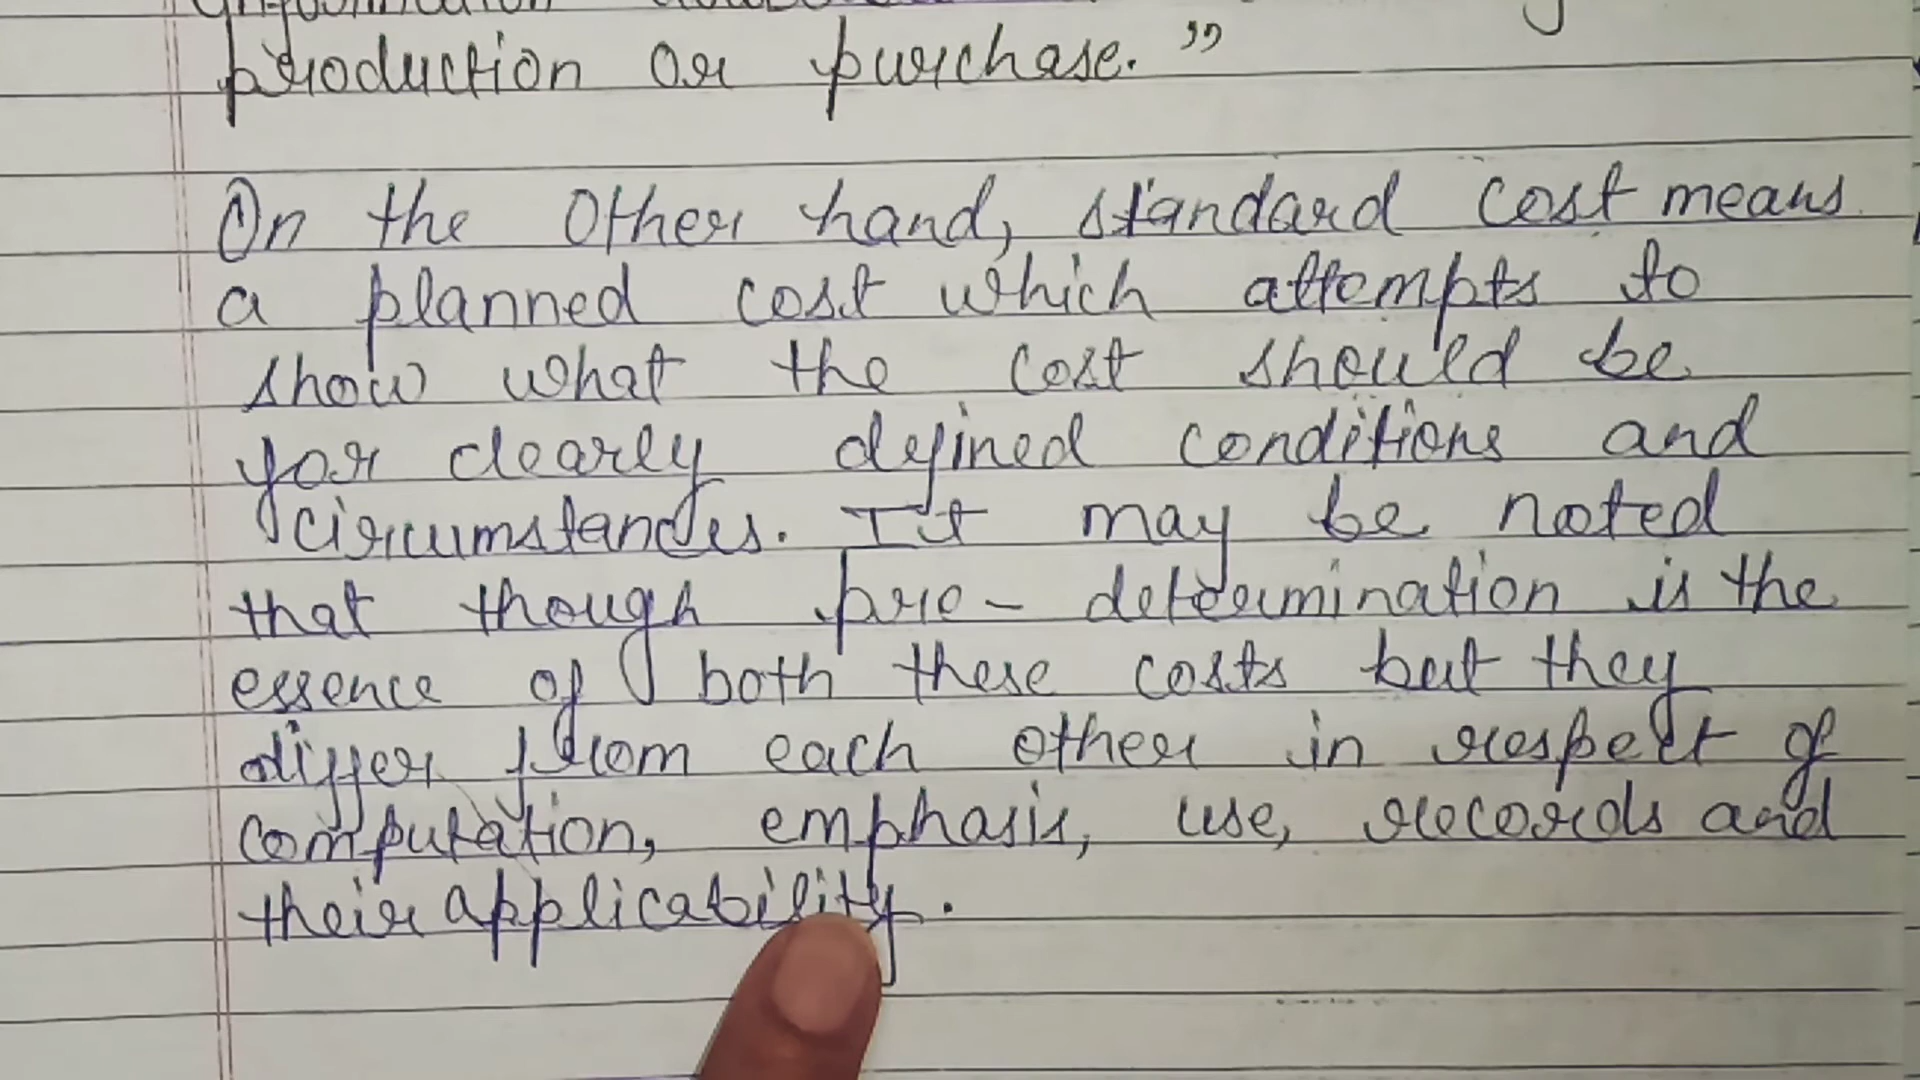 production or purchase."
On the Other hand, standard cost means
a planned cost which attempts to
show what the cost should be
for clearly defined conditions and
circumstances. It may be noted
that though pre- determination is the
essence of both these costs but they
differ from each other in respect of
computation, emphasis, use, records and
their applicability.